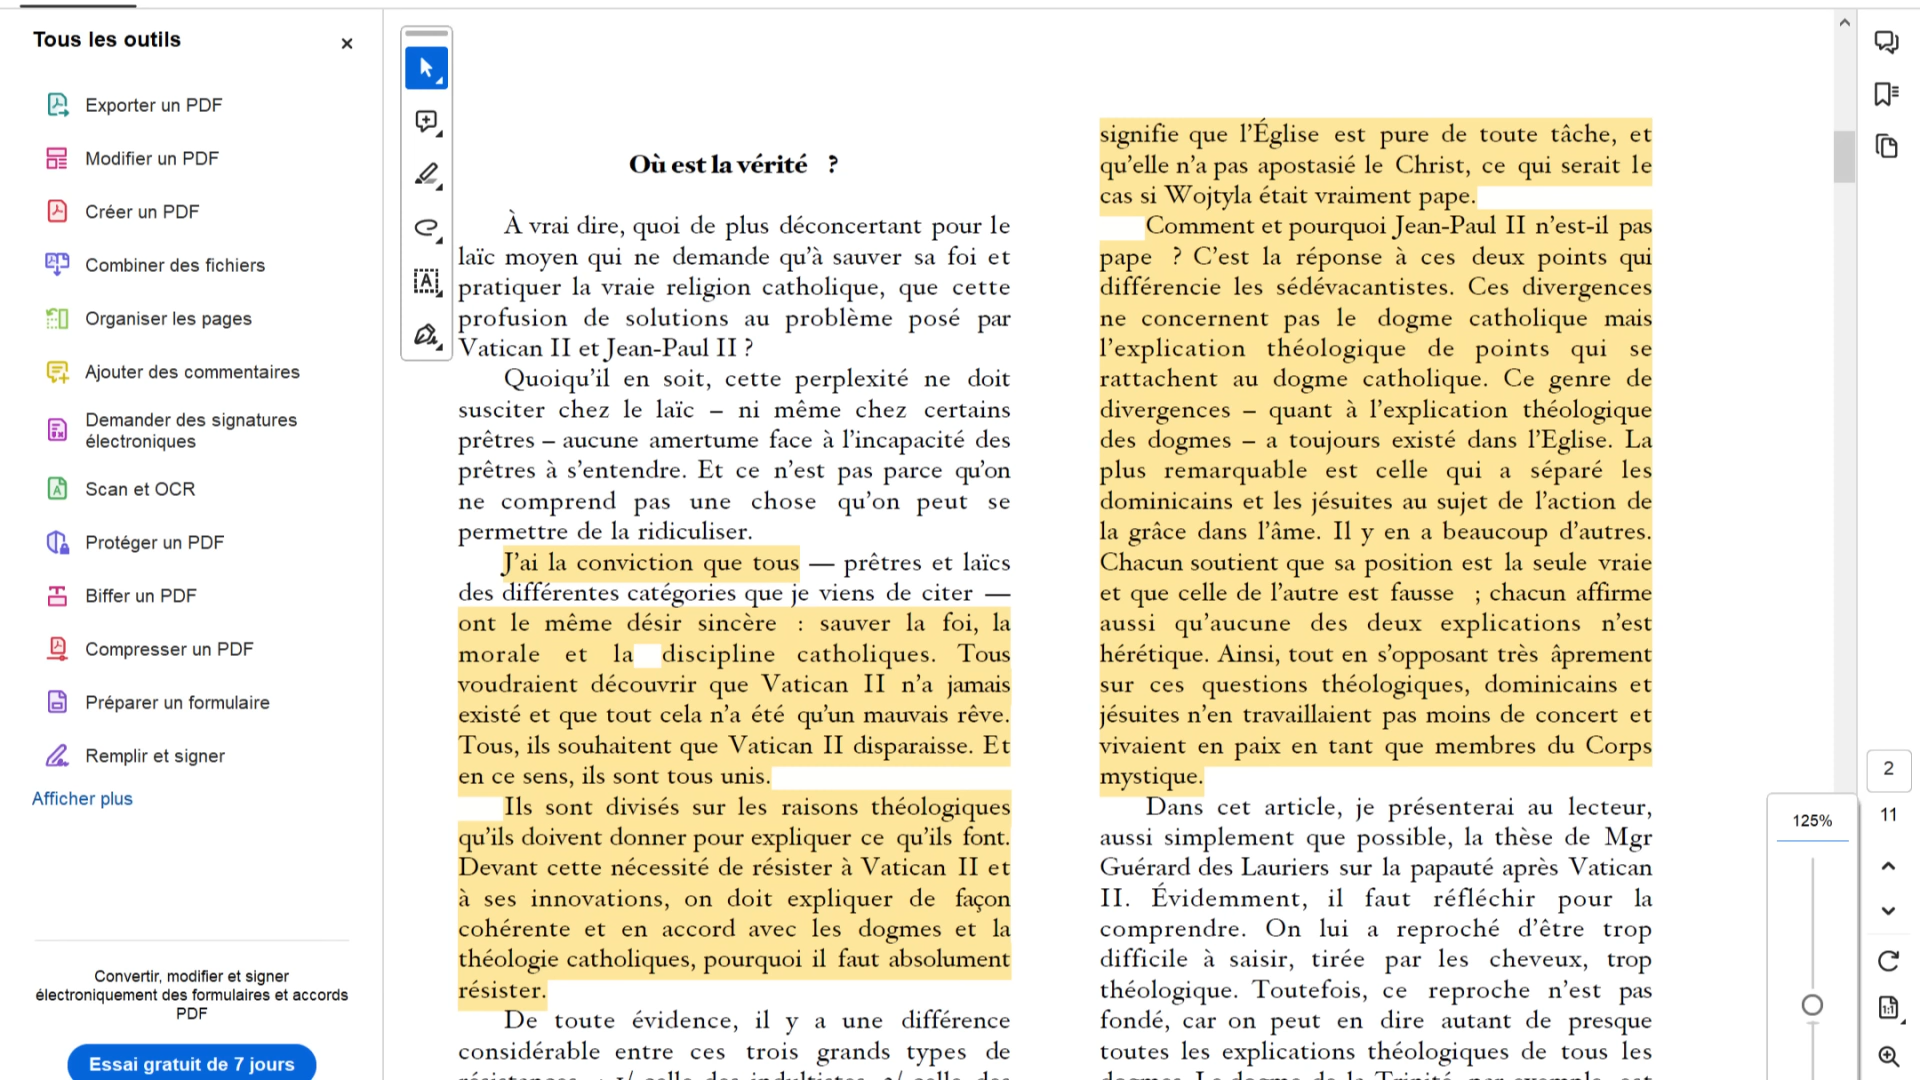 Tous les outils
Exporter un PDF
Modifier un PDF
Créer un PDF
Combiner des fichiers
Organiser les pages
Ajouter des commentaires
Demander des signatures
électroniques
Scan et OCR
Protéger un PDF
Biffer un PDF
Compresser un PDF
Préparer un formulaire
Remplir et signer
Afficher plus
Convertir, modifier et signer
électroniquement des formulaires et accords
PDF
Essai gratuit de 7 jours
Où est la vérité ?
À vrai dire, quoi de plus déconcertant pour le
laïc moyen qui ne demande qu’à sauver sa foi et
pratiquer la vraie religion catholique, que cette
profusion de solutions au problème posé par
Vatican II et Jean-Paul II ?
Quoiqu’il en soit, cette perplexité ne doit
susciter chez le laïc – ni même chez certains
prêtres – aucune amertume face à l’incapacité des
prêtres à s’entendre. Et ce n’est pas parce qu’on
ne comprend pas une chose qu’on peut se
permettre de la ridiculiser.
J’ai la conviction que tous — prêtres et laïcs
des différentes catégories que je viens de citer —
ont le même désir sincère : sauver la foi, la
morale et la discipline catholiques. Tous
voudraient découvrir que Vatican II n’a jamais
existé et que tout cela n’a été qu’un mauvais rêve.
Tous, ils souhaitent que Vatican II disparaisse. Et
en ce sens, ils sont tous unis.
Ils sont divisés sur les raisons théologiques
qu’ils doivent donner pour expliquer ce qu’ils font.
Devant cette nécessité de résister à Vatican II et
à ses innovations, on doit expliquer de façon
cohérente et en accord avec les dogmes et la
théologie catholiques, pourquoi il faut absolument
résister.
De toute évidence, il y a une différence
considérable entre ces trois grands types de
signifie que l’Église est pure de toute tâche, et
qu’elle n’a pas apostasié le Christ, ce qui serait le
cas si Wojtyla était vraiment pape.
Comment et pourquoi Jean-Paul II n’est-il pas
pape ? C’est la réponse à ces deux points qui
différencie les sédévacantistes. Ces divergences
ne concernent pas le dogme catholique mais
l’explication théologique de points qui se
rattachent au dogme catholique. Ce genre de
divergences – quant à l’explication théologique
des dogmes – a toujours existé dans l’Eglise. La
plus remarquable est celle qui a séparé les
dominicains et les jésuites au sujet de l’action de
la grâce dans l’âme. Il y en a beaucoup d’autres.
Chacun soutient que sa position est la seule vraie
et que celle de l’autre est fausse ; chacun affirme
aussi qu’aucune des deux explications n’est
hérétique. Ainsi, tout en s’opposant très âprement
sur ces questions théologiques, dominicains et
jésuites n’en travaillaient pas moins de concert et
vivaient en paix en tant que membres du Corps
mystique.
Dans cet article, je présenterai au lecteur,
aussi simplement que possible, la thèse de Mgr
Guérard des Lauriers sur la papauté après Vatican
II. Évidemment, il faut réfléchir pour la
comprendre. On lui a reproché d’être trop
difficile à saisir, tirée par les cheveux, trop
théologique. Toutefois, ce reproche n’est pas
fondé, car on peut en dire autant de presque
toutes les explications théologiques de tous les
2
11
125%